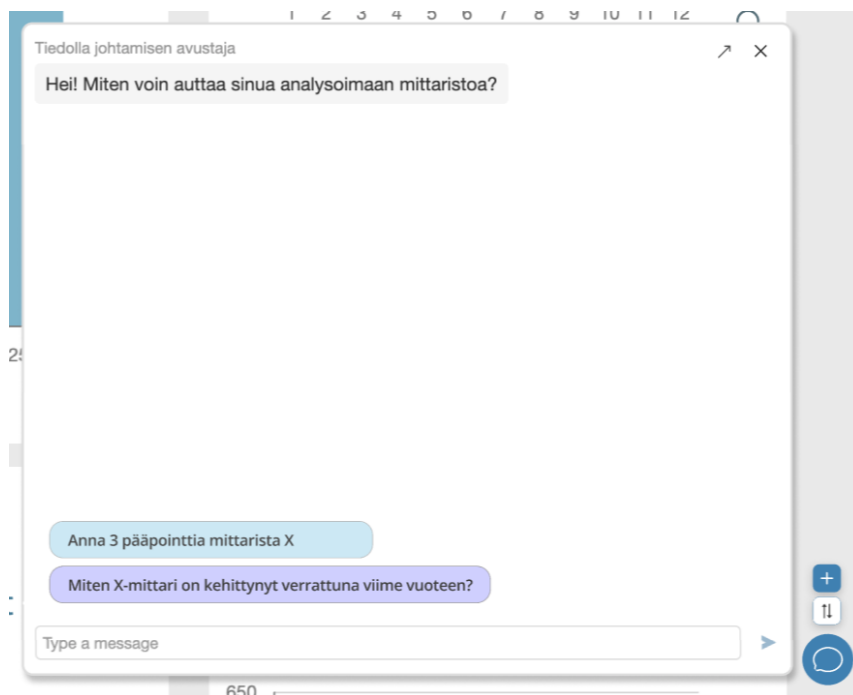 1 2 3 4 5 6 7 8 9 10 11 12
Tiedolla johtamisen avustaja
Hei! Miten voin auttaa sinua analysoimaan mittaristoa?
Anna 3 pääpointtia mittarista X
Miten X-mittari on kehittynyt verrattuna viime vuoteen?
Type a message
650